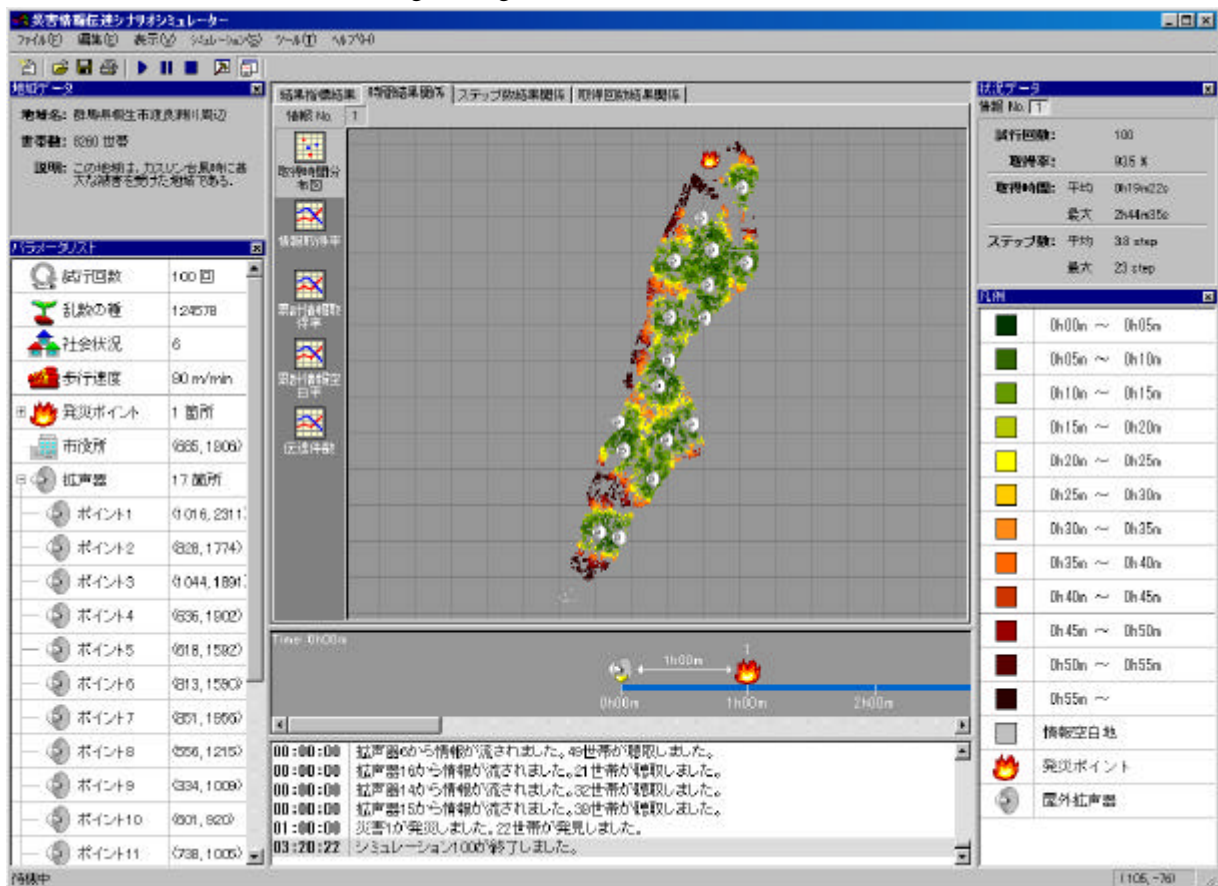 災害情報伝達シナリオシミュレーター
ファイル(F) 編集(E) 表示(V) シミュレーション(S) ツール(T) ヘルプ(H)
地域データ
地域名: 群馬県桐生市渡良瀬川周辺
世帯数: 8260 世帯
説明: この地域は、カスリン台風時に甚
大な被害を受けた地域である.
パラメータリスト
試行回数 100 回
乱数の種 124578
社会状況 6
歩行速度 90 m/min
発災ポイント 1 箇所
市役所 (685, 1906)
拡声器 17 箇所
ポイント1 (1016, 2311)
ポイント2 (828, 1774)
ポイント3 (1044, 1891)
ポイント4 (636, 1902)
ポイント5 (618, 1592)
ポイント6 (813, 1590)
ポイント7 (851, 1956)
ポイント8 (556, 1215)
ポイント9 (334, 1009)
ポイント10 (601, 920)
ポイント11 (738, 1005)
待機中
結果指標結果 時間結果関係 ステップ数結果関係 取得回数結果関係
情報 No. 1
取得時間分
布図
情報取得率
累計情報取
得率
累計情報空
白率
伝達件数
Time: 0h00m
1h00m
1
0h00m 1h00m 2h00m
00:00:00 拡声器6から情報が流されました。49世帯が聴取しました。
00:00:00 拡声器16から情報が流されました。21世帯が聴取しました。
00:00:00 拡声器14から情報が流されました。32世帯が聴取しました。
00:00:00 拡声器15から情報が流されました。39世帯が聴取しました。
01:00:00 災害1が発災しました。22世帯が発見しました。
03:20:22 シミュレーション100が終了しました。
状況データ
情報 No. 1
試行回数: 100
取得率: 90.5 %
取得時間: 平均 0h19m22s
最大 2h44m35s
ステップ数: 平均 3.8 step
最大 23 step
凡例
0h00m ～ 0h05m
0h05m ～ 0h10m
0h10m ～ 0h15m
0h15m ～ 0h20m
0h20m ～ 0h25m
0h25m ～ 0h30m
0h30m ～ 0h35m
0h35m ～ 0h40m
0h40m ～ 0h45m
0h45m ～ 0h50m
0h50m ～ 0h55m
0h55m ～
情報空白地
発災ポイント
屋外拡声器
(105, -76)